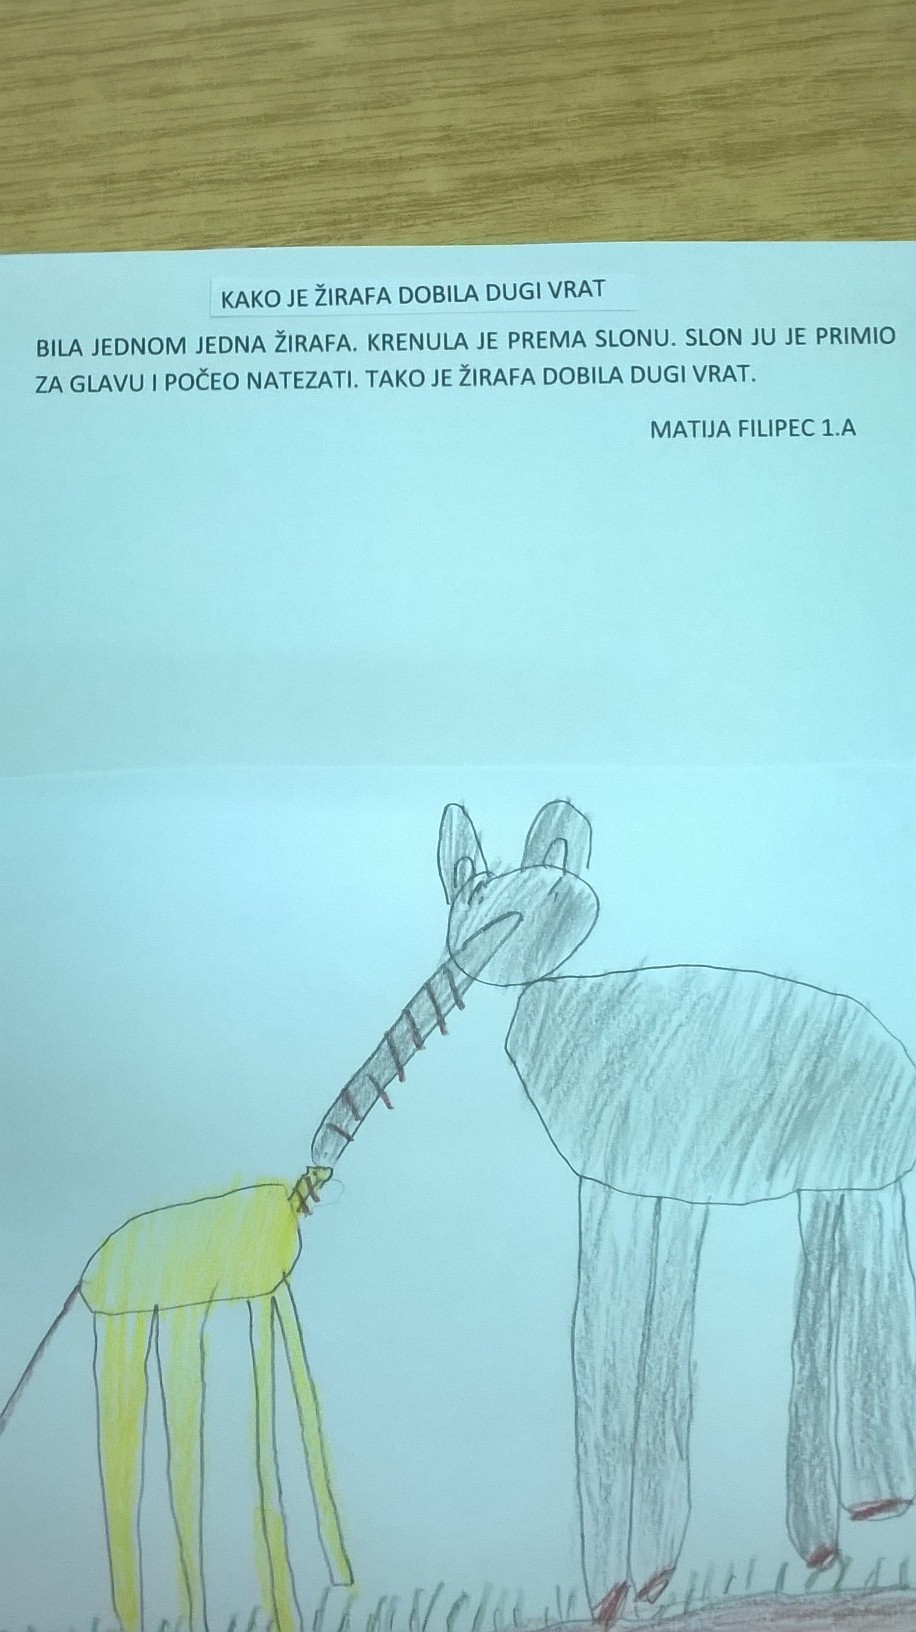 KAKO JE ŽIRAFA DOBILA DUGI VRAT
BILA JEDNOM JEDNA ŽIRAFA. KRENULA JE PREMA SLONU. SLON JU JE PRIMIO
ZA GLAVU I POČEO NATEZATI. TAKO JE ŽIRAFA DOBILA DUGI VRAT.
MATIJA FILIPEC 1.A